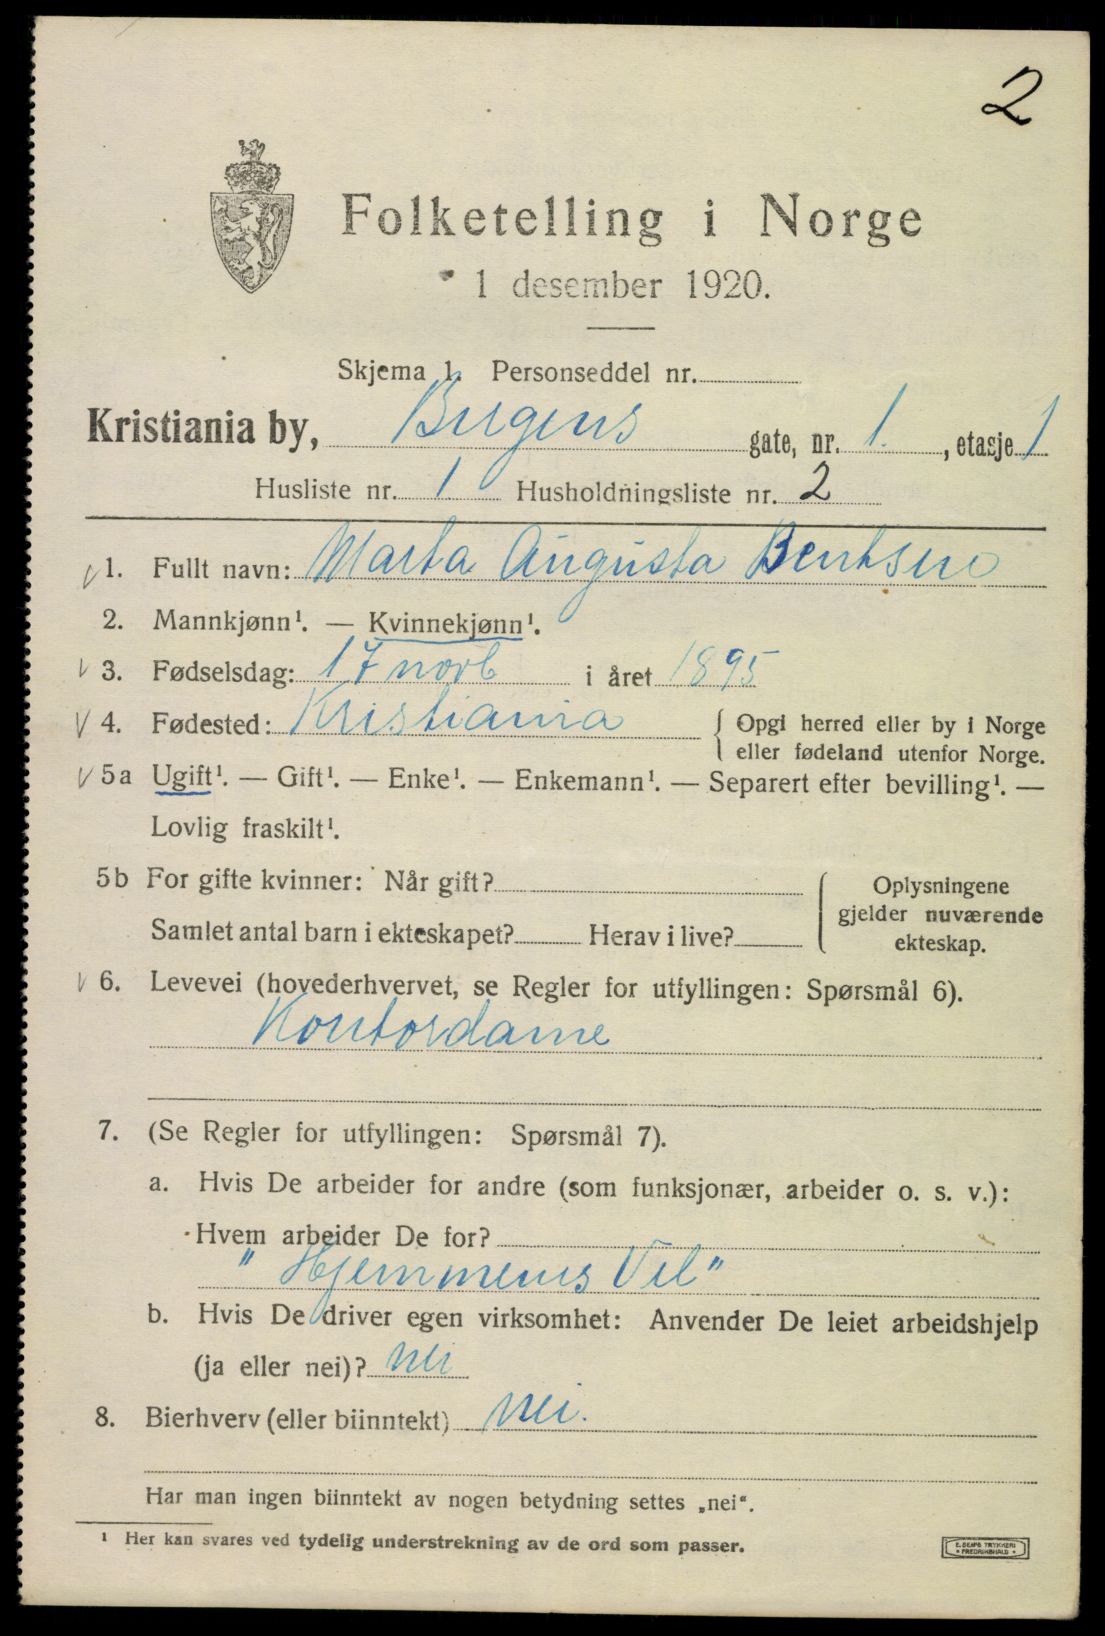 2
Folketelling i Norge
1 desember 1920.
Skjema 1. Personseddel nr.
Kristiania by, Bergens gate, nr. 1. , etasje 1
Husliste nr. 1 Husholdningsliste nr. 2
1. Fullt navn: Marta Augusta Berntsen
2. Mannkjønn¹. — Kvinnekjønn¹.
3. Fødselsdag: 17 novb i året 1895
4. Fødested: Kristiania { Opgi herred eller by i Norge
eller fødeland utenfor Norge.
5a Ugift¹. — Gift¹. — Enke¹. — Enkemann¹. — Separert efter bevilling¹. —
Lovlig fraskilt¹.
5b For gifte kvinner: Når gift? { Oplysningene
gjelder nuværende
Samlet antal barn i ekteskapet? Herav i live? ekteskap.
6. Levevei (hovederhvervet, se Regler for utfyllingen: Spørsmål 6).
Kontordame
7. (Se Regler for utfyllingen: Spørsmål 7).
a. Hvis De arbeider for andre (som funksjonær, arbeider o. s. v.):
Hvem arbeider De for?
"Hjemmenes Vel"
b. Hvis De driver egen virksomhet: Anvender De leiet arbeidshjelp
(ja eller nei)? nei
8. Bierhverv (eller biinntekt) nei.
Har man ingen biinntekt av nogen betydning settes „nei“.
¹ Her kan svares ved tydelig understrekning av de ord som passer.
E. SEMS TRYKKERI
• FREDRIKSHALD •